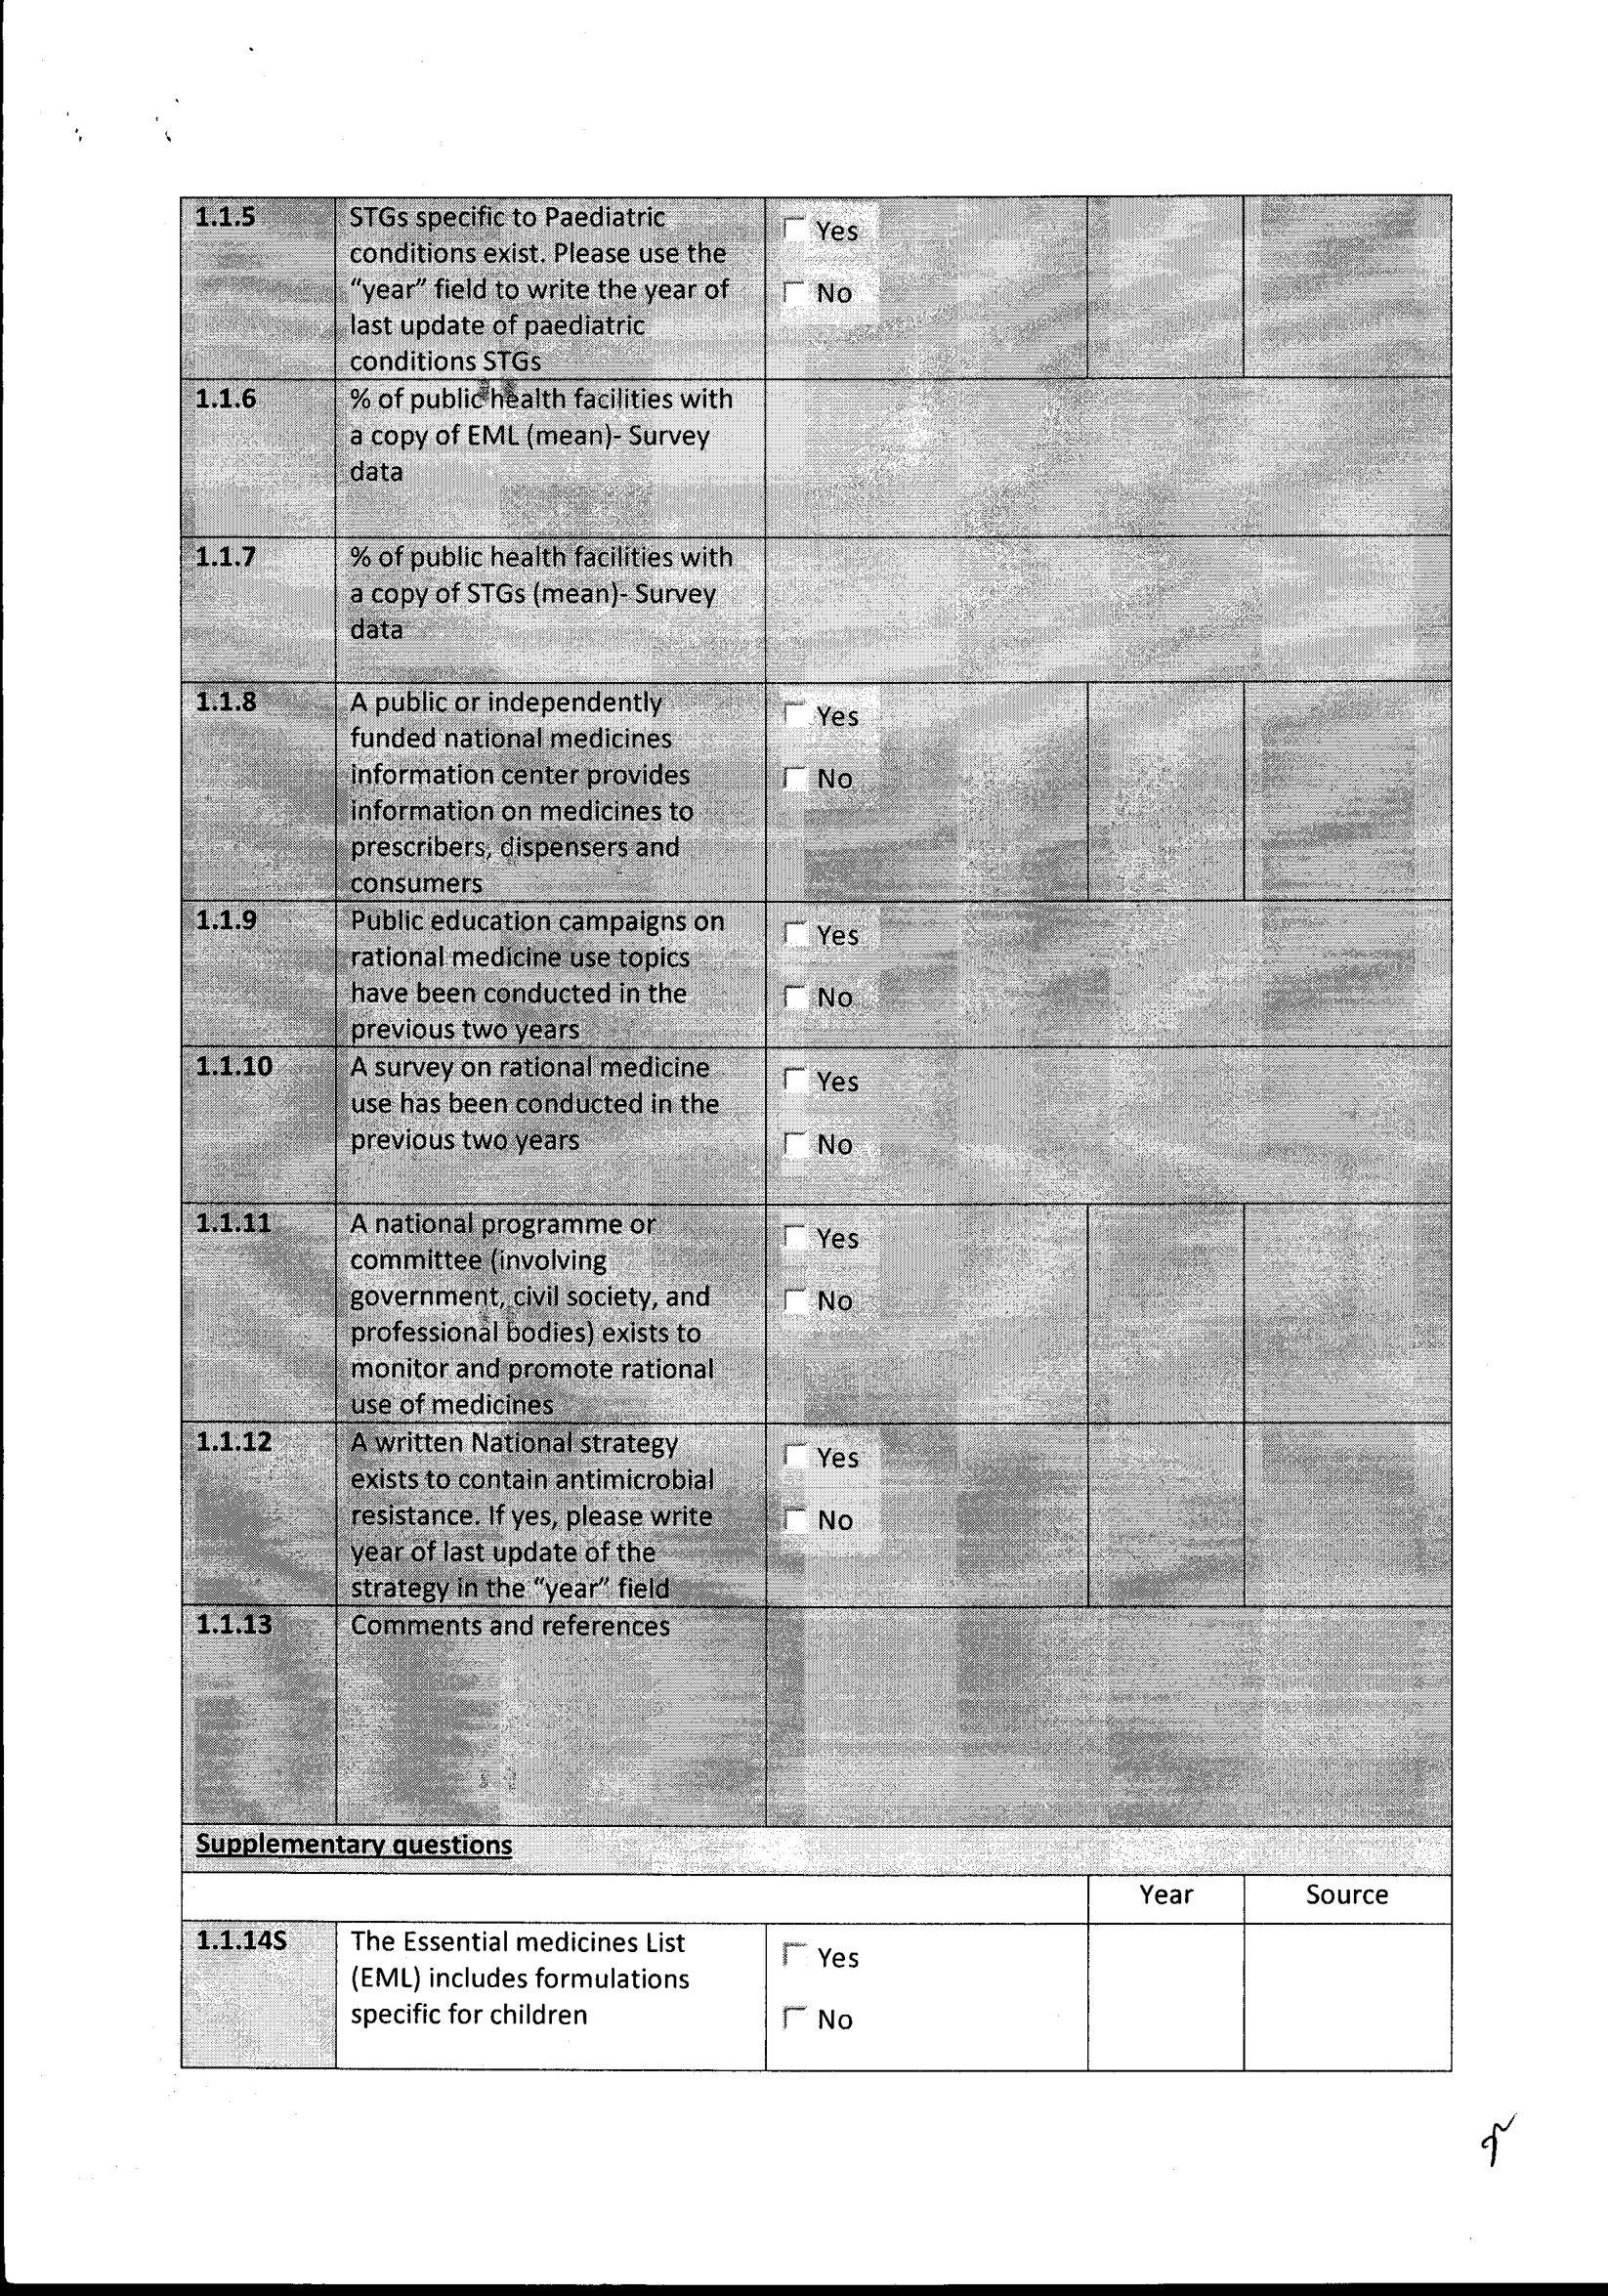 1.1.5
STGs specific to Paediatric
conditions exist. Please use the
“year” field to write the year of
last update of paediatric
conditions STGs
Yes
No
1.1.6
% of public health facilities with
a copy of EML (mean)- Survey
data
1.1.7
% of public health facilities with
a copy of STGs (mean)- Survey
data
1.1.8
A public or independently
funded national medicines
information center provides
information on medicines to
prescribers, dispensers and
consumers
Yes
No
1.1.9
Public education campaigns on
rational medicine use topics
have been conducted in the
previous two years
Yes
No
1.1.10
A survey on rational medicine
use has been conducted in the
previous two years
Yes
No
1.1.11
A national programme or
committee (involving
government, civil society, and
professional bodies) exists to
monitor and promote rational
use of medicines
Yes
No
1.1.12
A written National strategy
exists to contain antimicrobial
resistance. If yes, please write
year of last update of the
strategy in the “year” field
Yes
No
1.1.13
Comments and references
Supplementary questions
Year
Source
1.1.14S
The Essential medicines List
(EML) includes formulations
specific for children
Yes
No